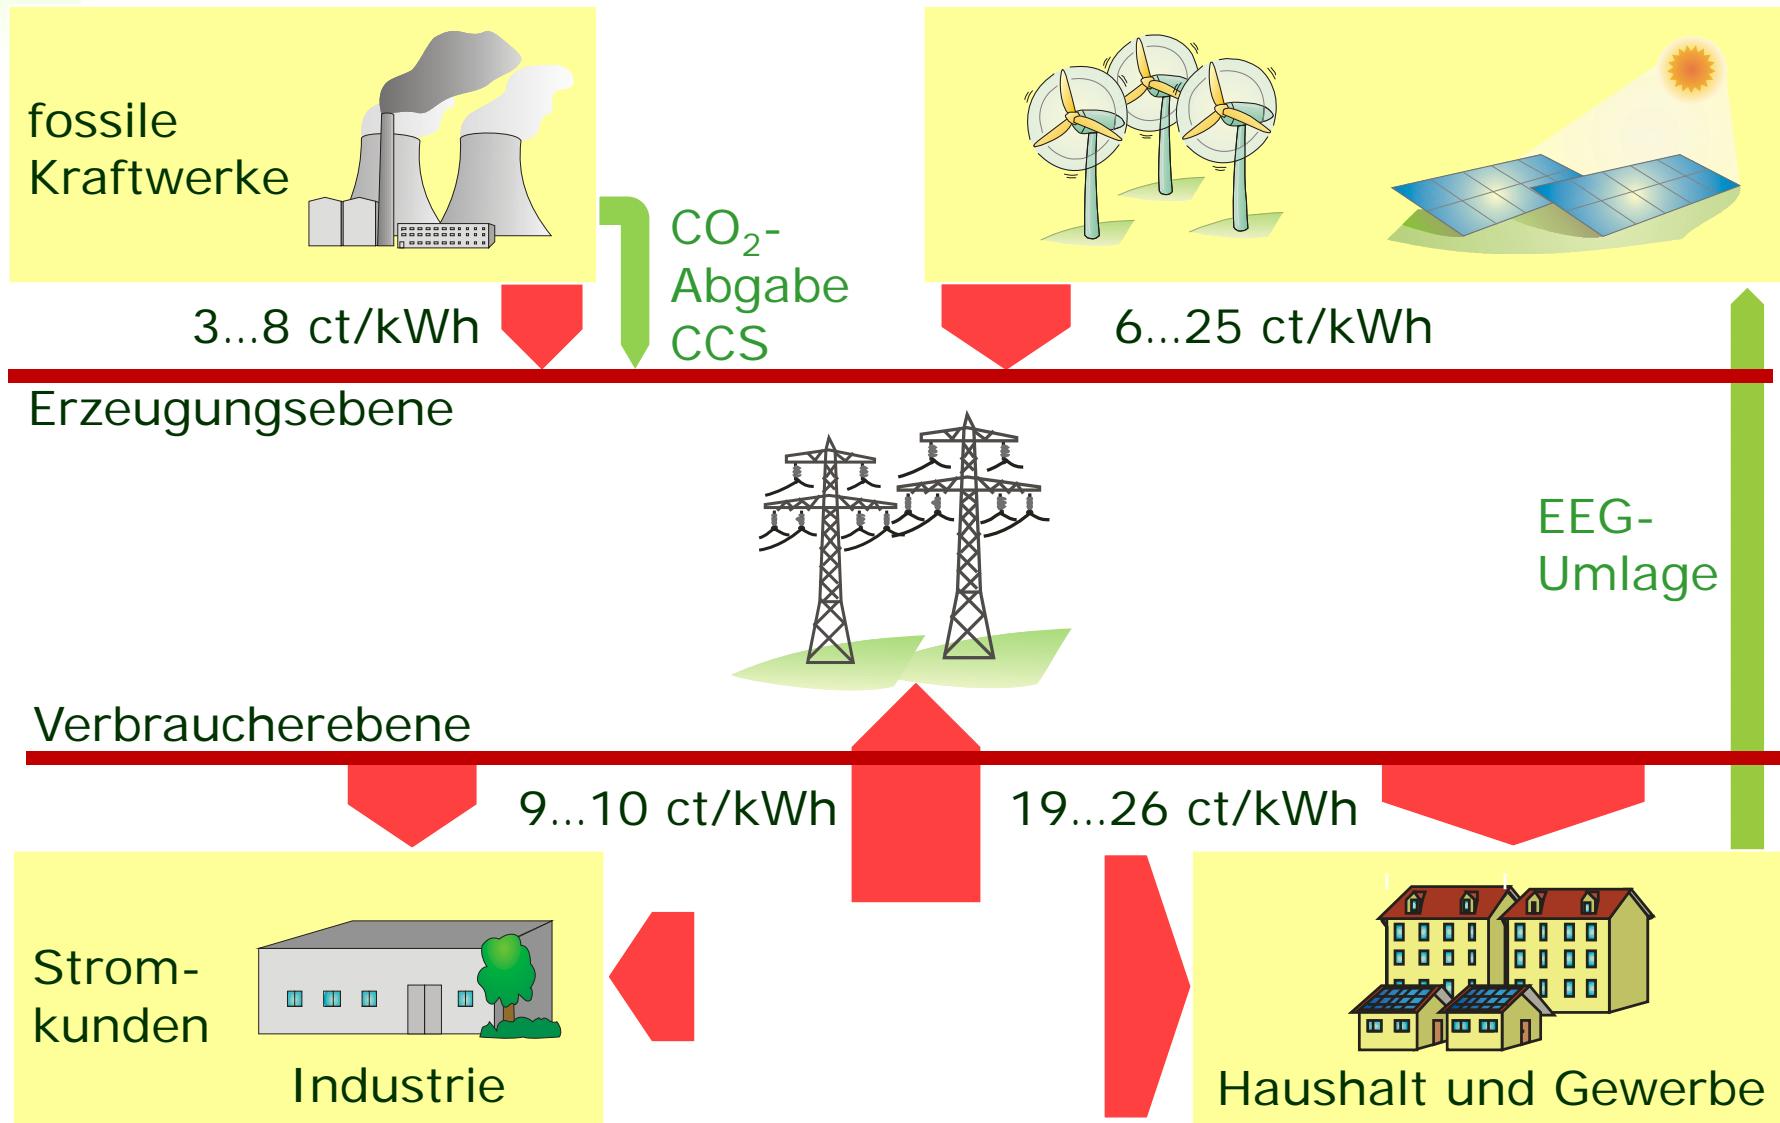 fossile
Kraftwerke
CO₂-
Abgabe
CCS
3...8 ct/kWh
6...25 ct/kWh
Erzeugungsebene
EEG-
Umlage
Verbraucherebene
9...10 ct/kWh
19...26 ct/kWh
Strom-
kunden
Industrie
Haushalt und Gewerbe